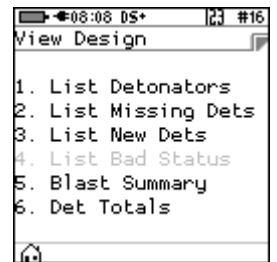 08:08 DS+ 123 #16
View Design
1. List Detonators
2. List Missing Dets
3. List New Dets
4. List Bad Status
5. Blast Summary
6. Det Totals